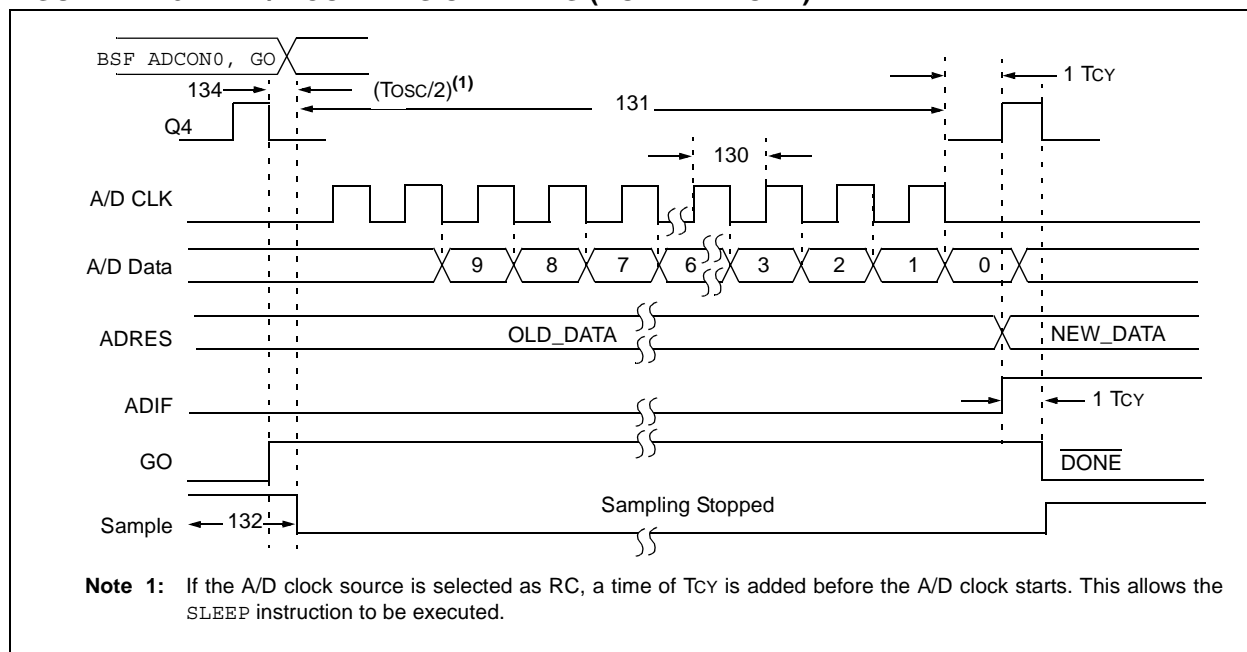 BSF ADCON0, GO
134
(TOSC/2)(1)
131
1 TCY
Q4
130
A/D CLK
A/D Data
9 8 7 6 3 2 1 0
ADRES
OLD_DATA
NEW_DATA
ADIF
1 TCY
GO
DONE
Sampling Stopped
Sample
132
Note 1: If the A/D clock source is selected as RC, a time of TCY is added before the A/D clock starts. This allows the
SLEEP instruction to be executed.